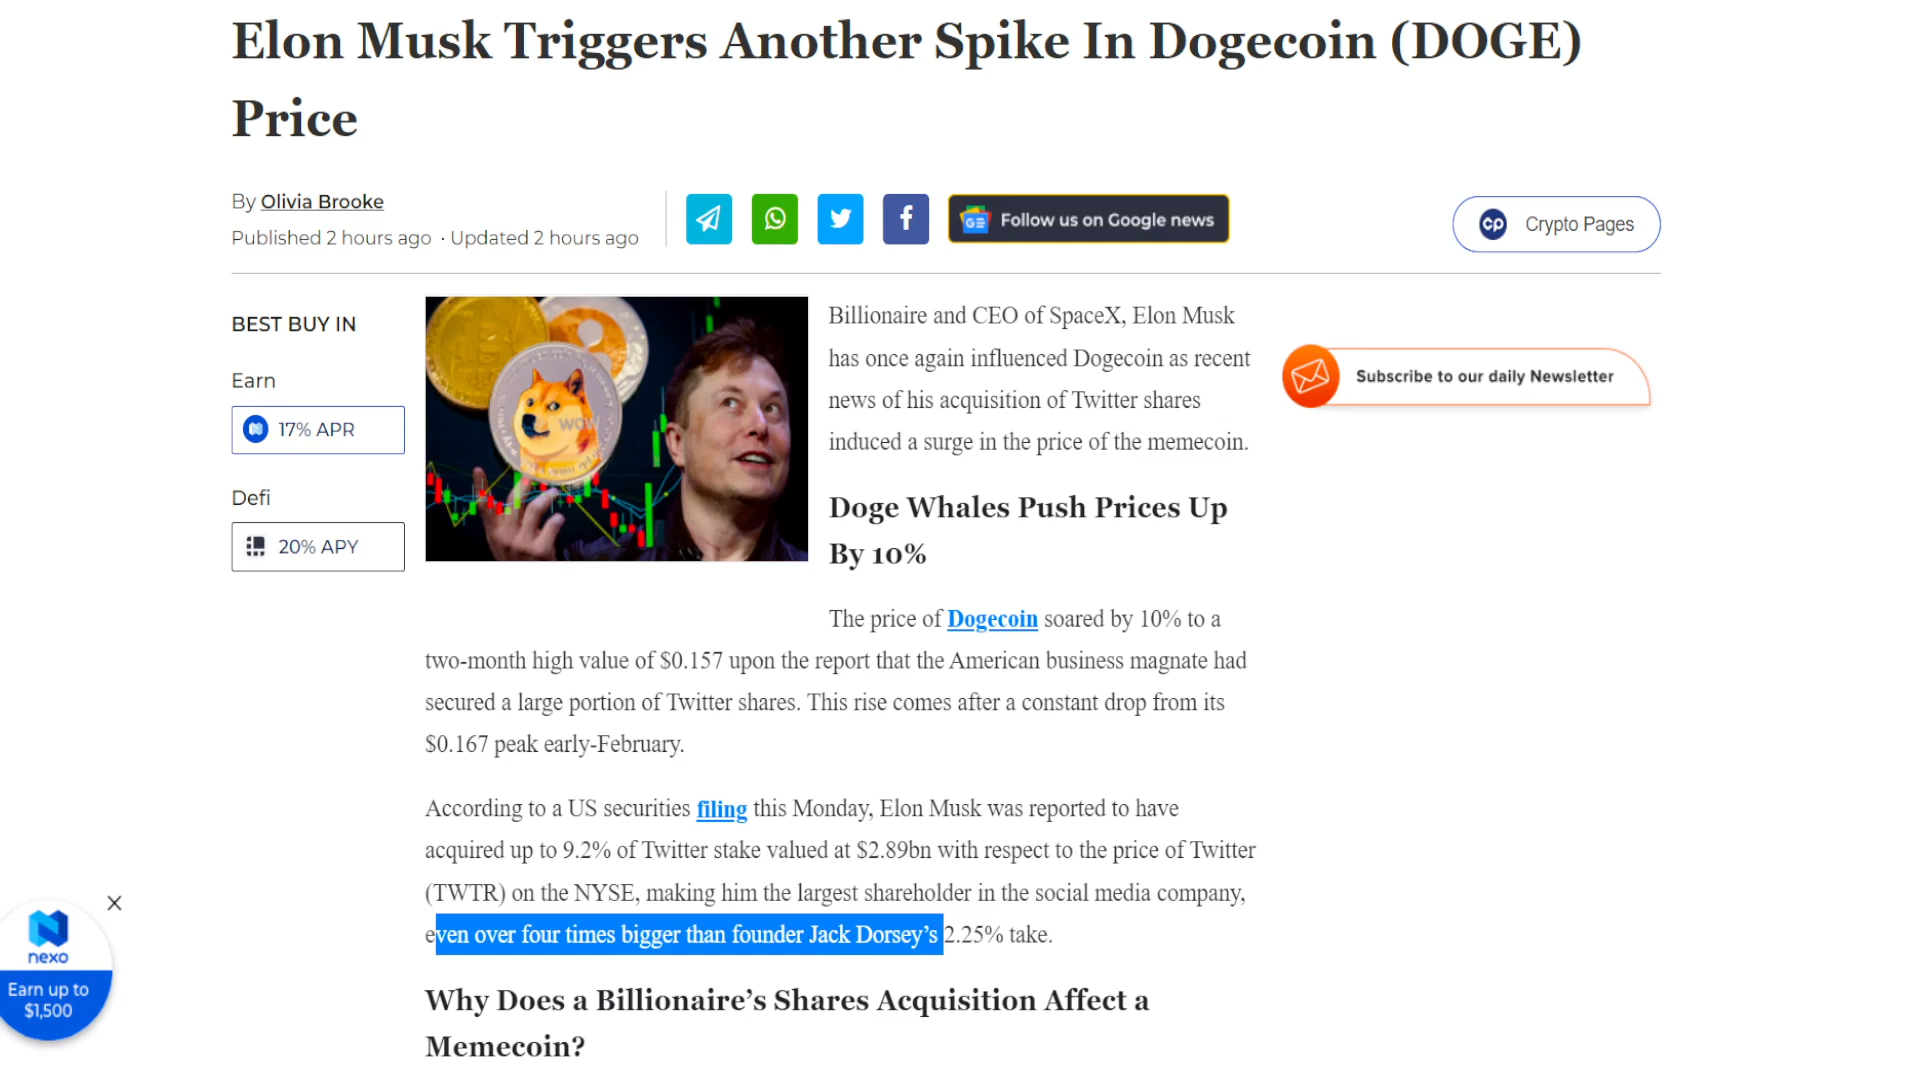 Elon Musk Triggers Another Spike In Dogecoin (DOGE)
Price
By Olivia Brooke
Published 2 hours ago · Updated 2 hours ago
GE Follow us on Google news
cp Crypto Pages
BEST BUY IN
Earn
17% APR
Defi
20% APY
WOW
Billionaire and CEO of SpaceX, Elon Musk
has once again influenced Dogecoin as recent
news of his acquisition of Twitter shares
induced a surge in the price of the memecoin.
Subscribe to our daily Newsletter
Doge Whales Push Prices Up
By 10%
The price of Dogecoin soared by 10% to a
two-month high value of $0.157 upon the report that the American business magnate had
secured a large portion of Twitter shares. This rise comes after a constant drop from its
$0.167 peak early-February.
According to a US securities filing this Monday, Elon Musk was reported to have
acquired up to 9.2% of Twitter stake valued at $2.89bn with respect to the price of Twitter
(TWTR) on the NYSE, making him the largest shareholder in the social media company,
even over four times bigger than founder Jack Dorsey’s 2.25% take.
Why Does a Billionaire’s Shares Acquisition Affect a
Memecoin?
nexo
Earn up to
$1,500